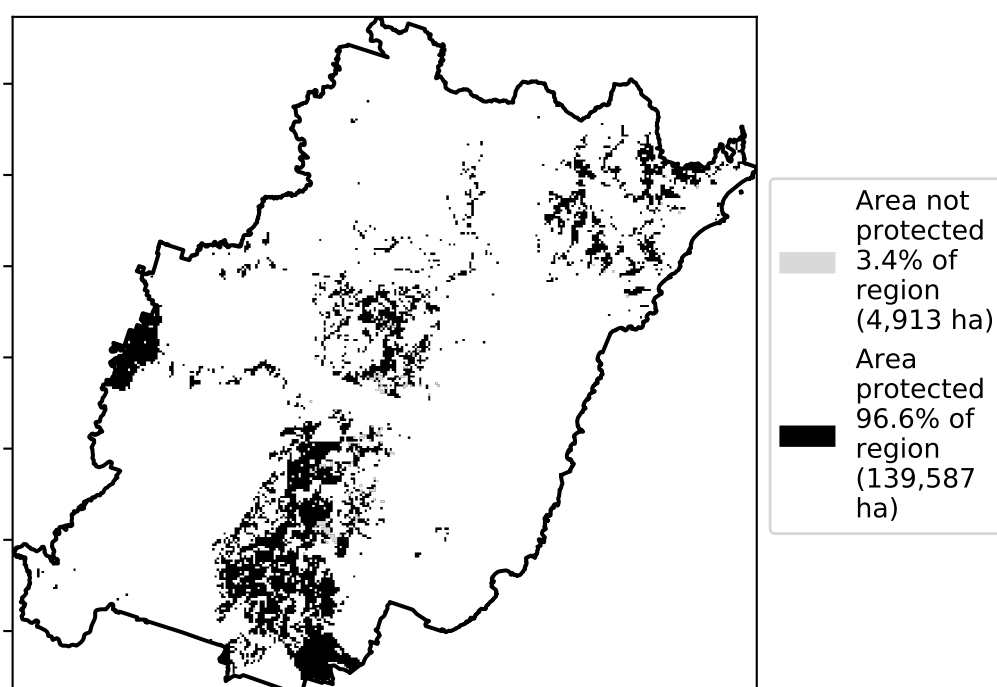 Area not
protected
3.4% of
region
(4,913 ha)
Area
protected
96.6% of
region
(139,587
ha)